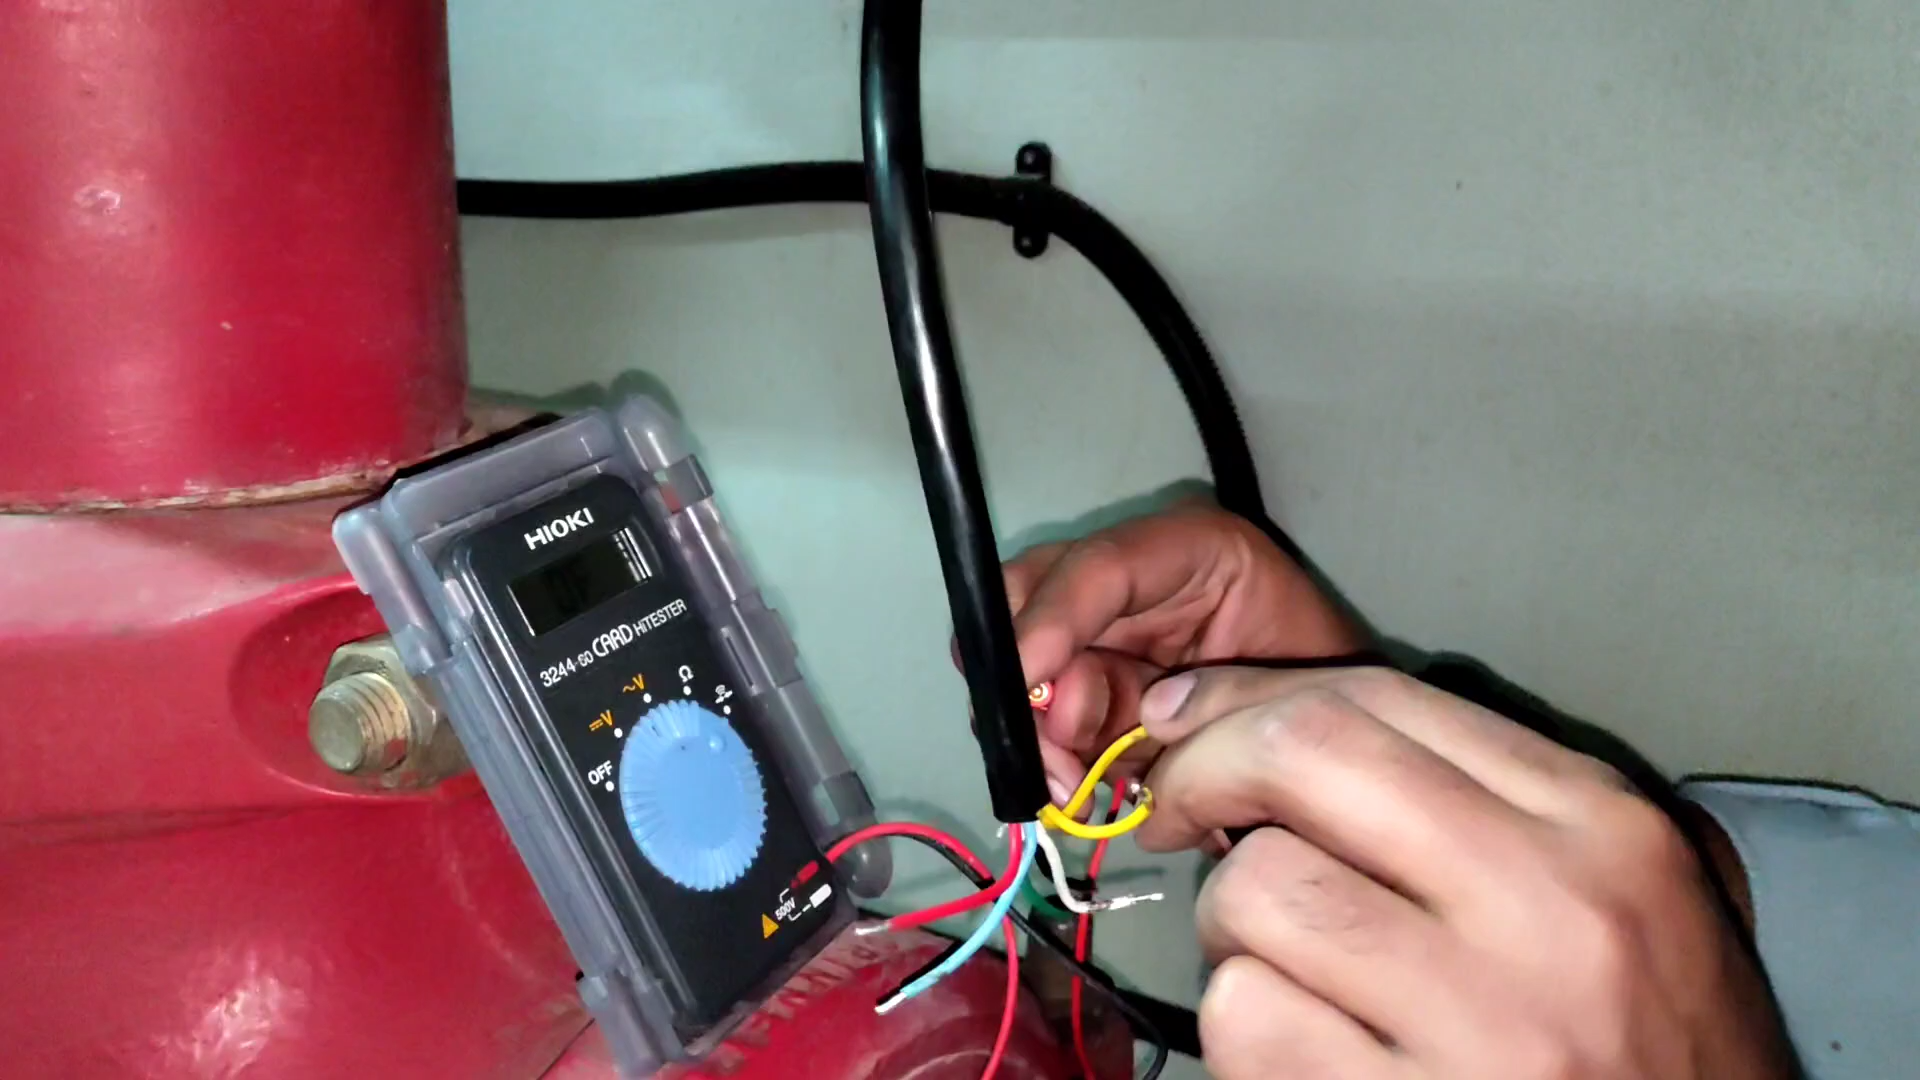 HIOKI
3244-60 CARD HiTESTER
OFF
⎓V
~V
Ω
500V